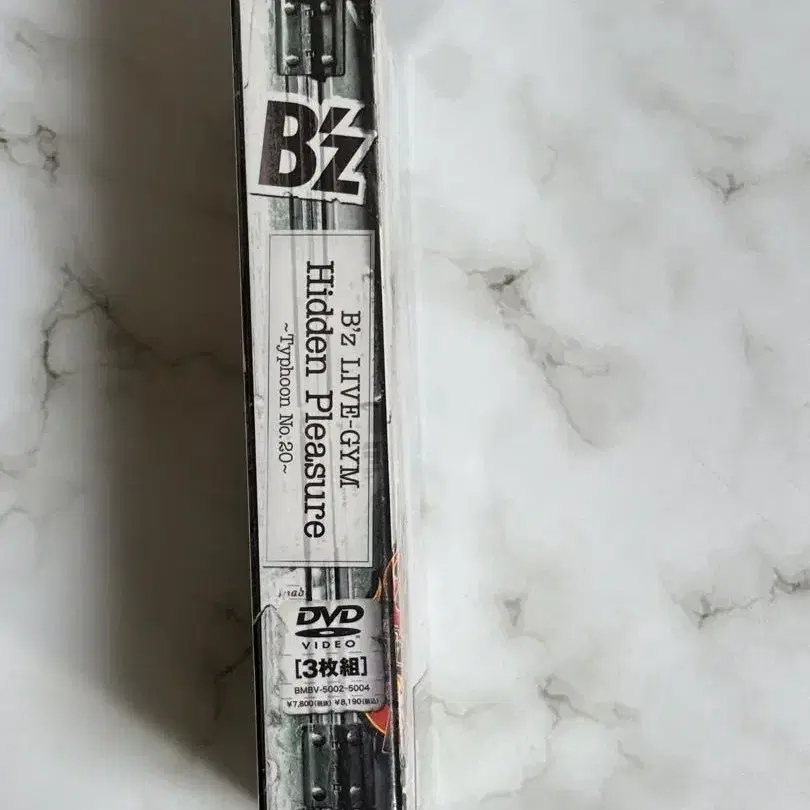 B'z
B'z LIVE-GYM
Hidden Pleasure
~Typhoon No.20~
DVD
VIDEO
[3枚組]
BMBV-5002-5004
¥7,800(税抜) ¥8,190(税込)